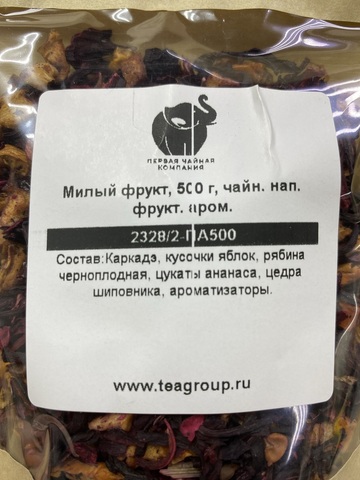 ПЕРВАЯ ЧАЙНАЯ
КОМПАНИЯ
Милый фрукт, 500 г, чайн. нап.
фрукт. аром.
2328/2-ПА500
Состав:Каркадэ, кусочки яблок, рябина
черноплодная, цукаты ананаса, цедра
шиповника, ароматизаторы.
www.teagroup.ru